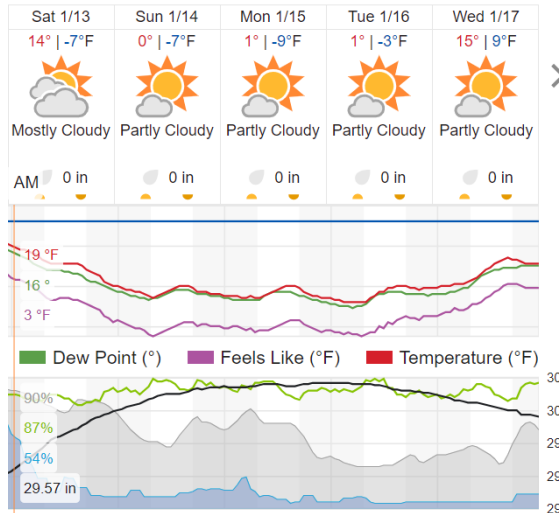 Sat 1/13 Sun 1/14 Mon 1/15 Tue 1/16 Wed 1/17
14° | -7°F 0° | -7°F 1° | -9°F 1° | -3°F 15° | 9°F
Mostly Cloudy Partly Cloudy Partly Cloudy Partly Cloudy Partly Cloudy
AM 0 in 0 in 0 in 0 in 0 in
19 °F
16 °
3 °F
Dew Point (°) Feels Like (°F) Temperature (°F)
90%
87%
54%
29.57 in